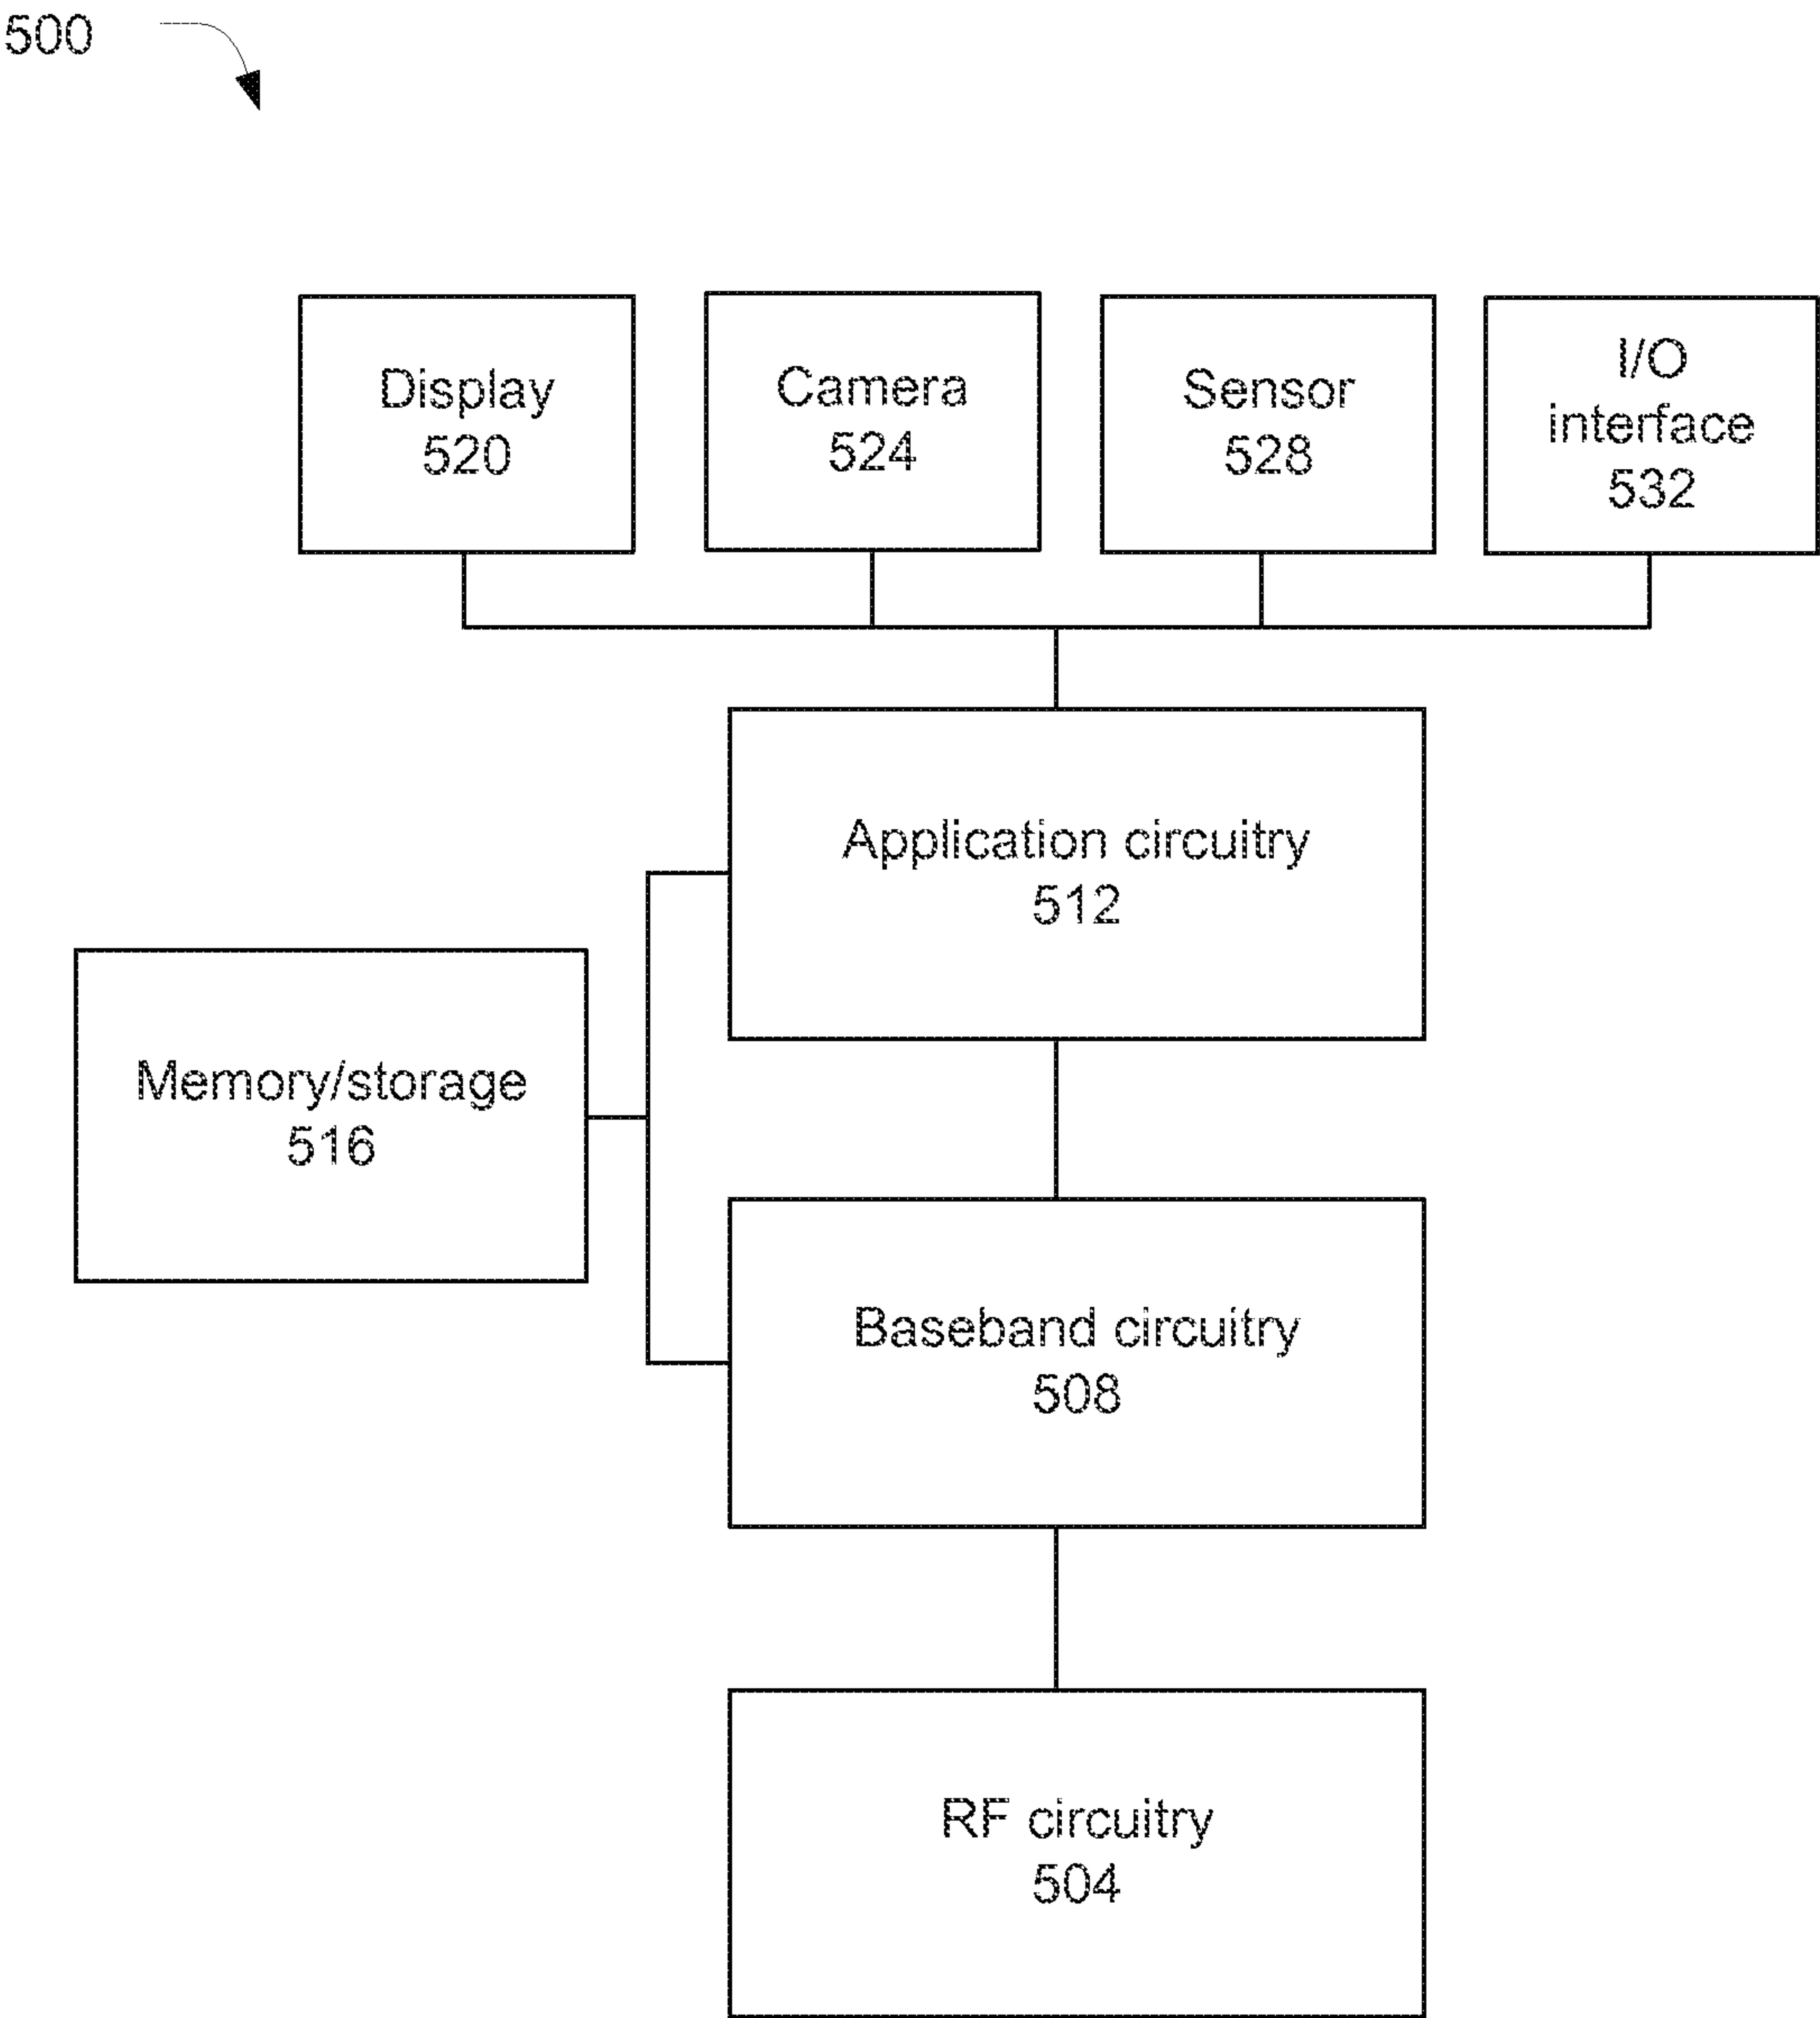 500
Display
520
Camera
524
Sensor
528
I/O
interface
532
Application circuitry
512
Memory/storage
516
Baseband circuitry
508
RF circuitry
504